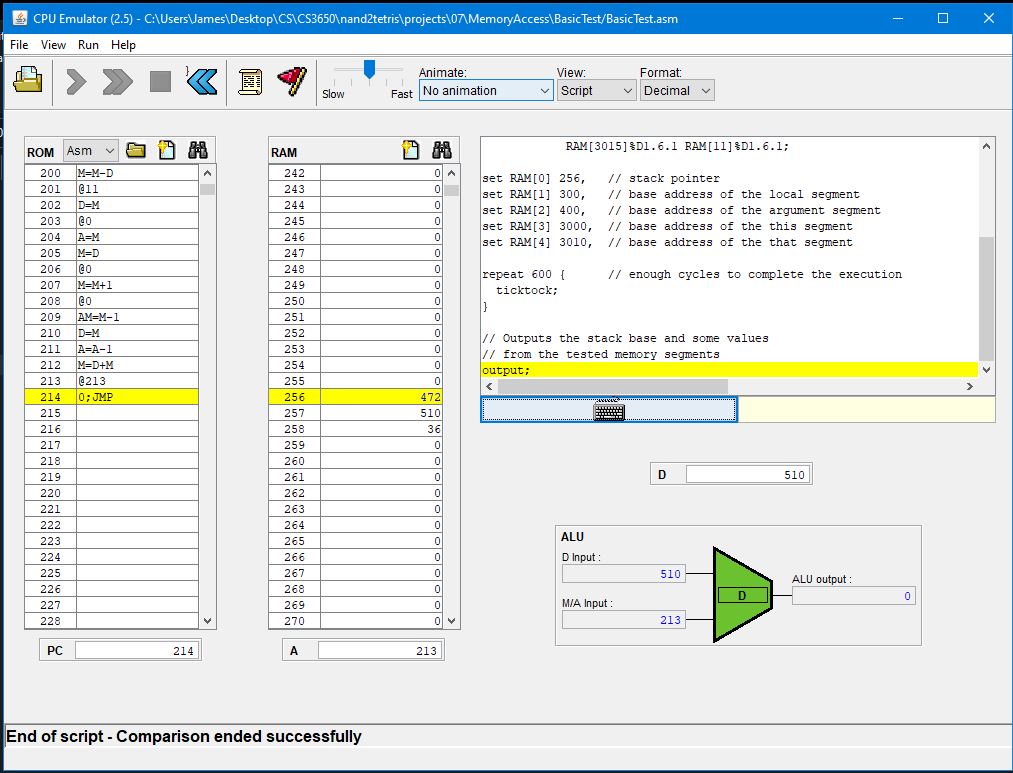 CPU Emulator (2.5) - C:\Users\James\Desktop\CS\CS3650\nand2tetris\projects\07\MemoryAccess\BasicTest/BasicTest.asm
File View Run Help
Slow Fast
Animate: View: Format:
No animation Script Decimal
ROM Asm
200 M=M-D
201 @11
202 D=M
203 @0
204 A=M
205 M=D
206 @0
207 M=M+1
208 @0
209 AM=M-1
210 D=M
211 A=A-1
212 M=D+M
213 @213
214 0;JMP
215
216
217
218
219
220
221
222
223
224
225
226
227
228
PC 214
RAM
242 0
243 0
244 0
245 0
246 0
247 0
248 0
249 0
250 0
251 0
252 0
253 0
254 0
255 0
256 472
257 510
258 36
259 0
260 0
261 0
262 0
263 0
264 0
265 0
266 0
267 0
268 0
269 0
270 0
A 213
RAM[3015]%D1.6.1 RAM[11]%D1.6.1;
set RAM[0] 256, // stack pointer
set RAM[1] 300, // base address of the local segment
set RAM[2] 400, // base address of the argument segment
set RAM[3] 3000, // base address of the this segment
set RAM[4] 3010, // base address of the that segment
repeat 600 { // enough cycles to complete the execution
ticktock;
}
// Outputs the stack base and some values
// from the tested memory segments
output;
D 510
ALU
D Input :
510
M/A Input :
213
D
ALU output :
0
End of script - Comparison ended successfully